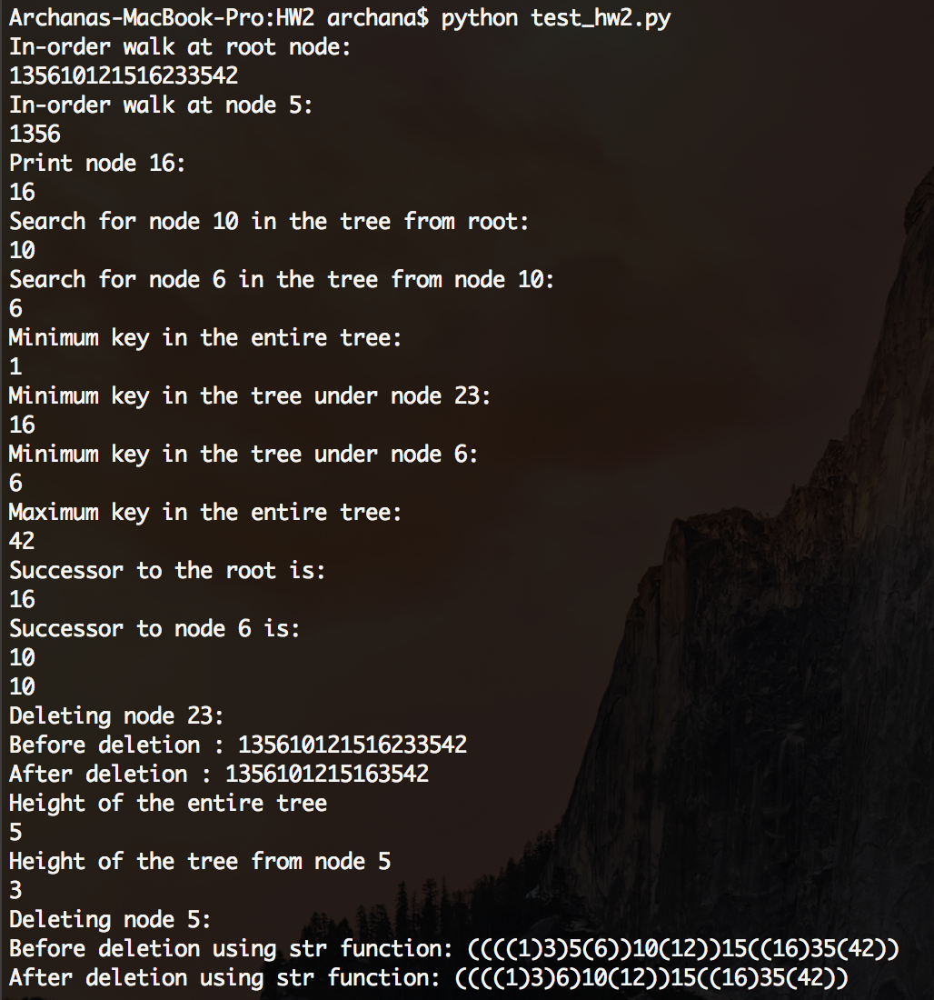 Archanas-MacBook-Pro:HW2 archana$ python test_hw2.py
In-order walk at root node:
135610121516233542
In-order walk at node 5:
1356
Print node 16:
16
Search for node 10 in the tree from root:
10
Search for node 6 in the tree from node 10:
6
Minimum key in the entire tree:
1
Minimum key in the tree under node 23:
16
Minimum key in the tree under node 6:
6
Maximum key in the entire tree:
42
Successor to the root is:
16
Successor to node 6 is:
10
10
Deleting node 23:
Before deletion : 135610121516233542
After deletion : 1356101215163542
Height of the entire tree
5
Height of the tree from node 5
3
Deleting node 5:
Before deletion using str function: ((((1)3)5(6))10(12))15((16)35(42))
After deletion using str function: ((((1)3)6)10(12))15((16)35(42))